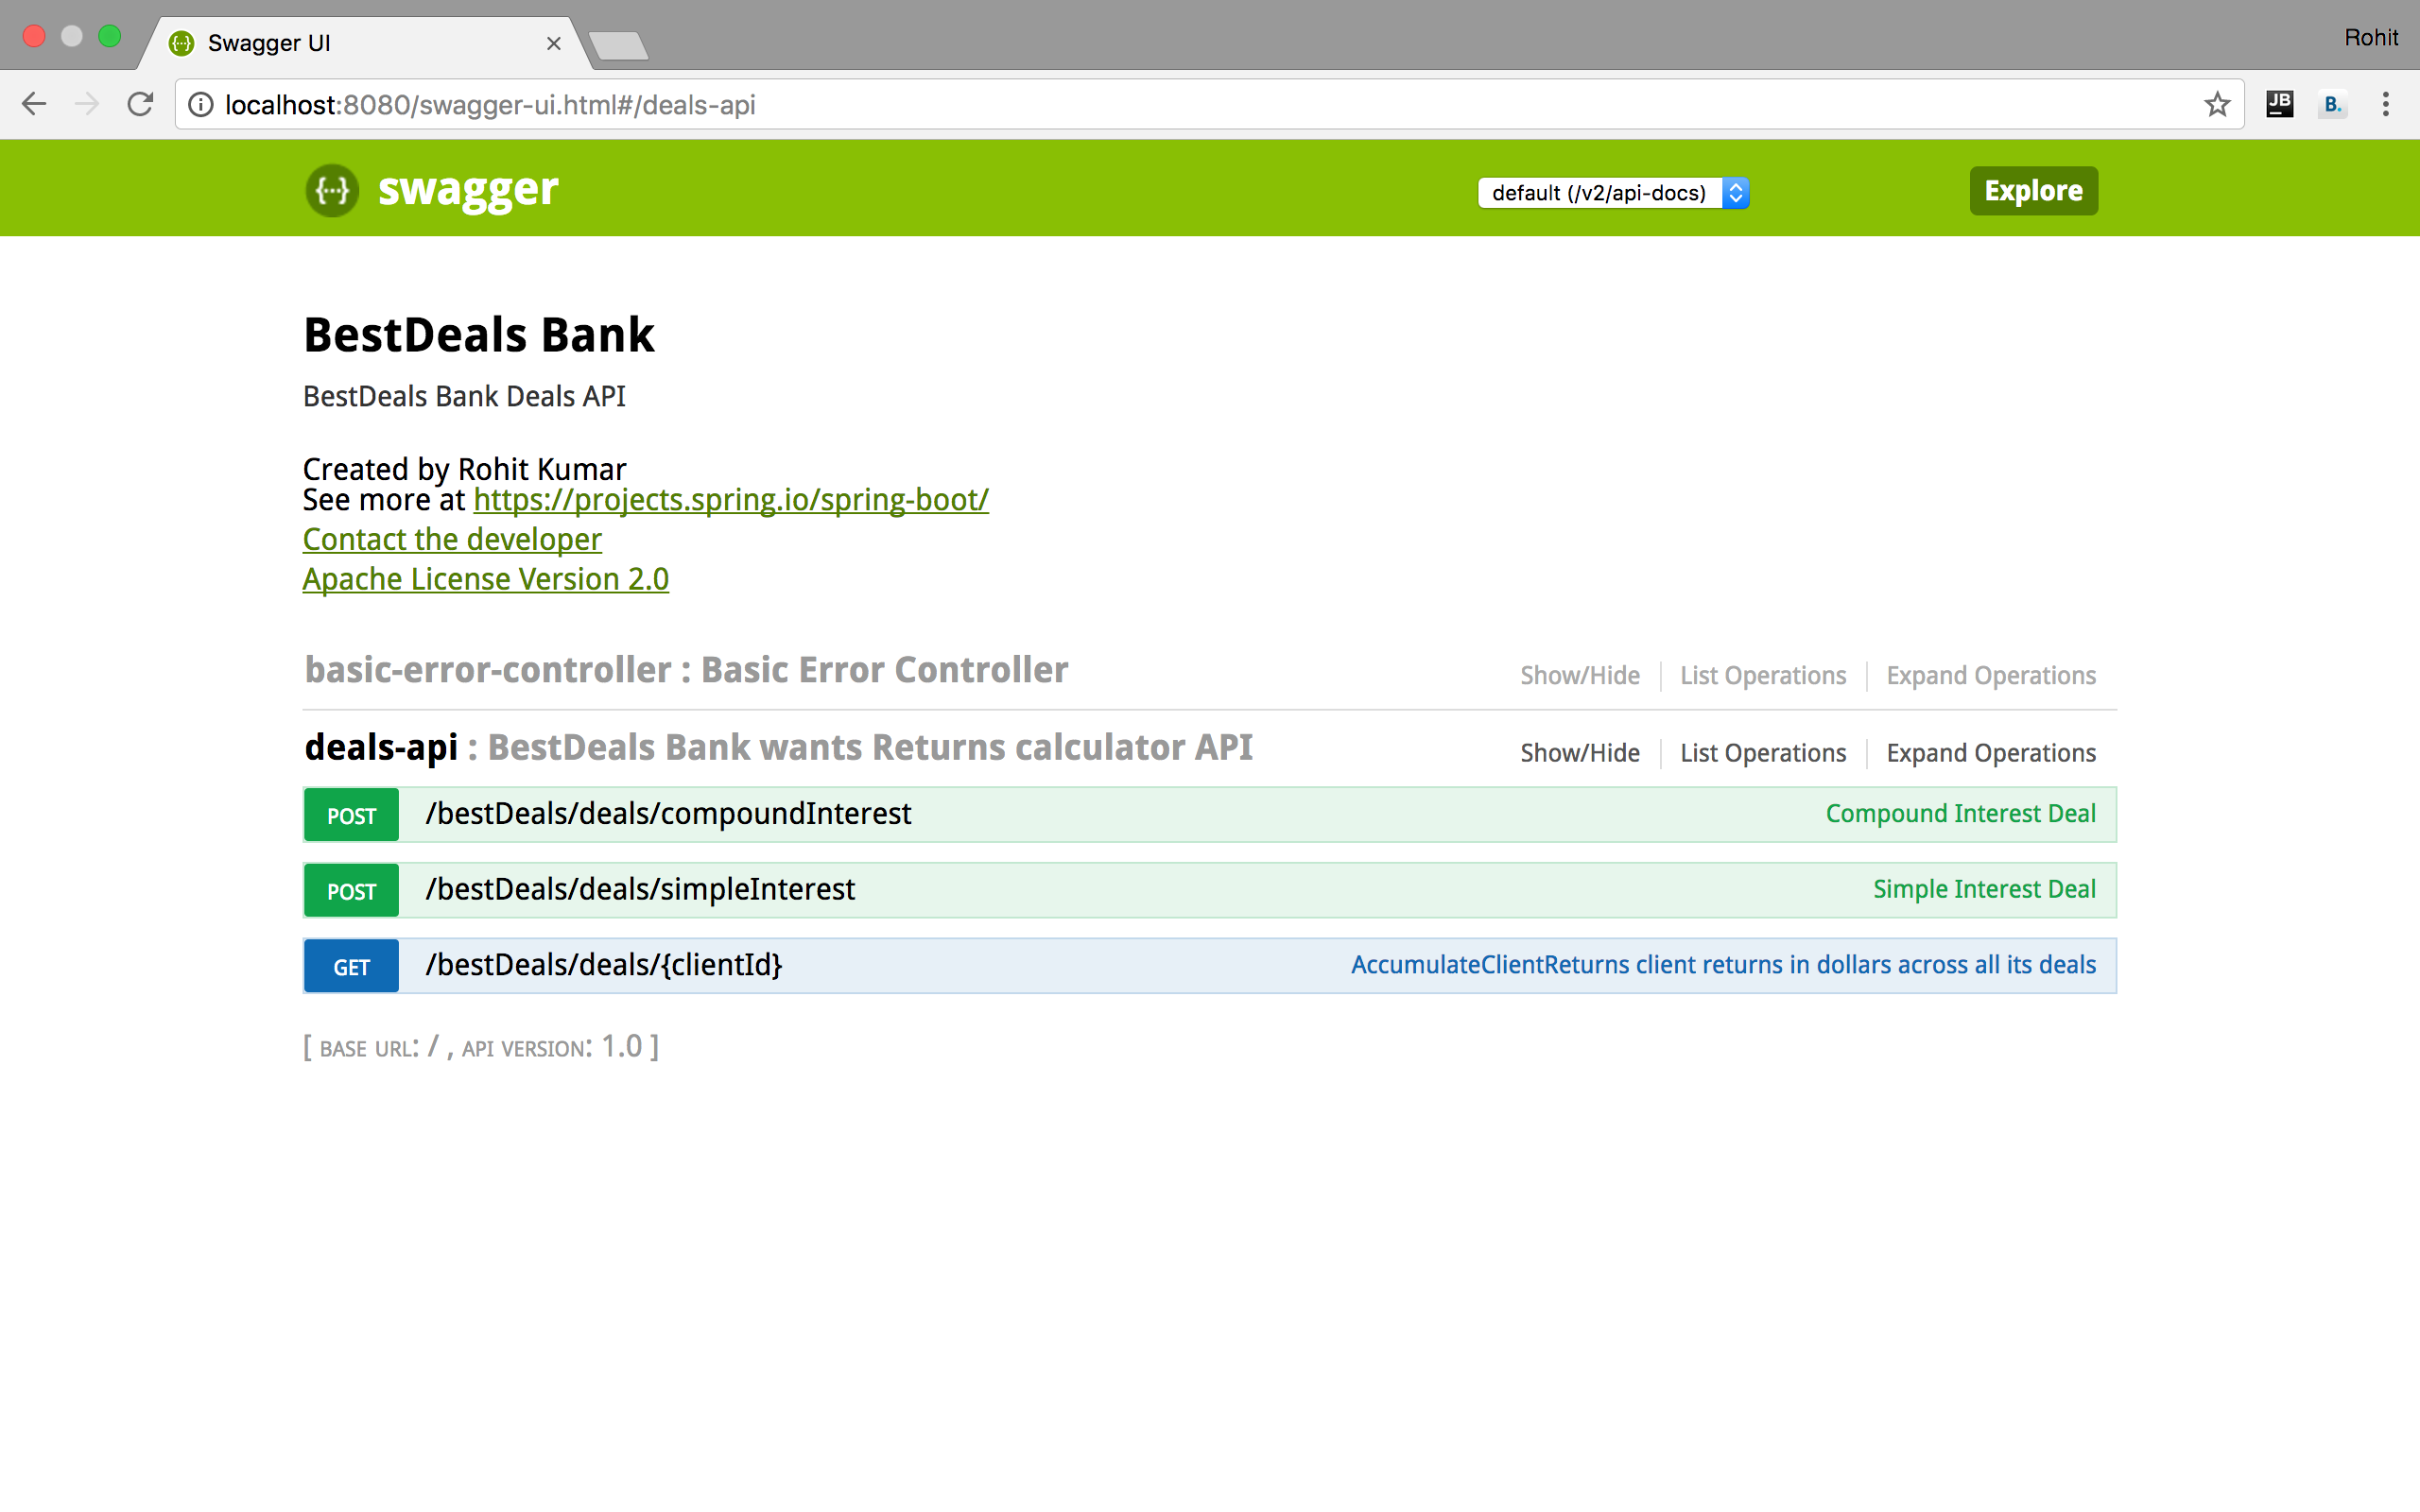 Swagger UI
Rohit
localhost:8080/swagger-ui.html#/deals-api
JB
B.
{···} swagger
default (/v2/api-docs)
Explore
BestDeals Bank
BestDeals Bank Deals API
Created by Rohit Kumar
See more at https://projects.spring.io/spring-boot/
Contact the developer
Apache License Version 2.0
basic-error-controller : Basic Error Controller
Show/Hide
List Operations
Expand Operations
deals-api : BestDeals Bank wants Returns calculator API
Show/Hide
List Operations
Expand Operations
POST /bestDeals/deals/compoundInterest Compound Interest Deal
POST /bestDeals/deals/simpleInterest Simple Interest Deal
GET /bestDeals/deals/{clientId} AccumulateClientReturns client returns in dollars across all its deals
[ BASE URL: / , API VERSION: 1.0 ]